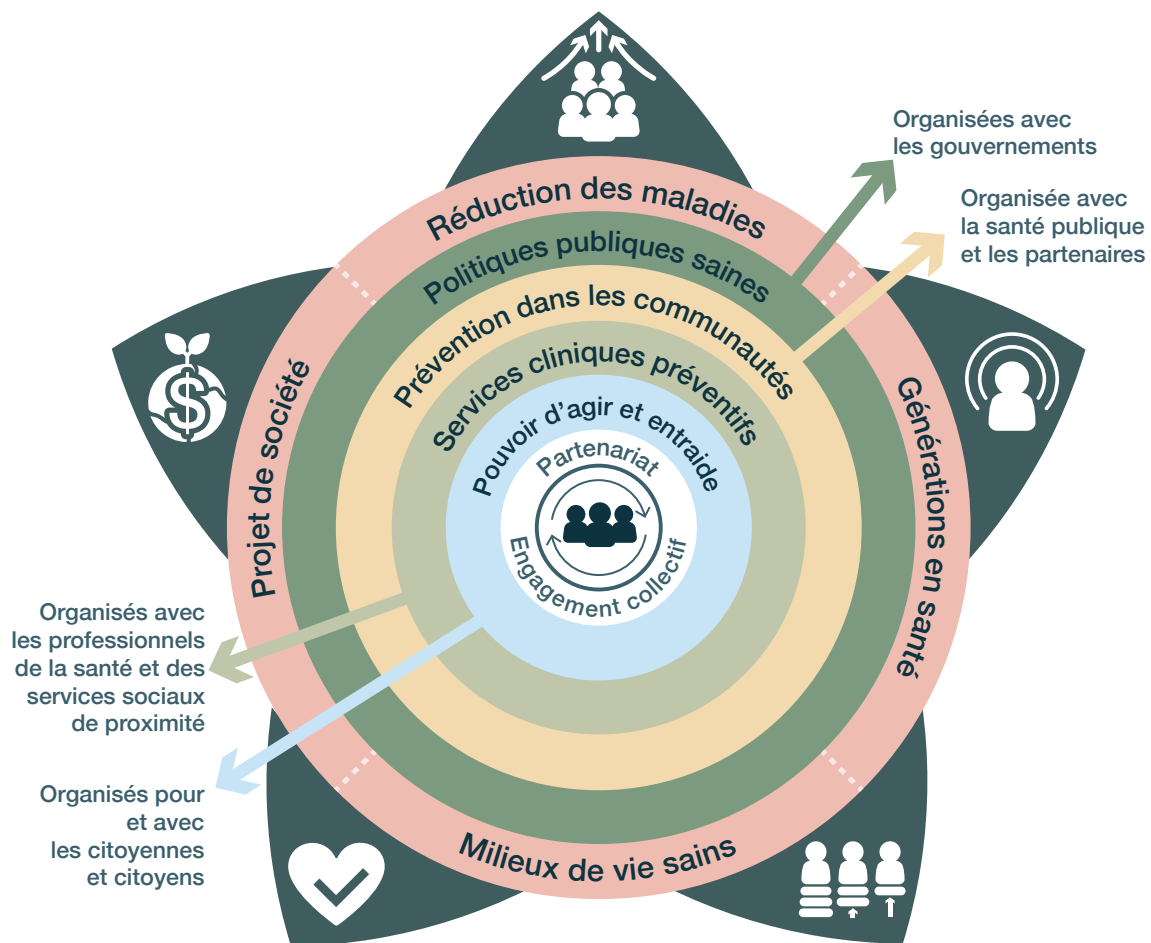 Organisées avec
les gouvernements
Organisée avec
la santé publique
et les partenaires
Réduction des maladies
Politiques publiques saines
Prévention dans les communautés
Services cliniques préventifs
Pouvoir d'agir et entraide
Partenariat
Engagement collectif
Projet de société
Générations en santé
Milieux de vie sains
Organisés avec
les professionnels
de la santé et des
services sociaux
de proximité
Organisés pour
et avec
les citoyennes
et citoyens